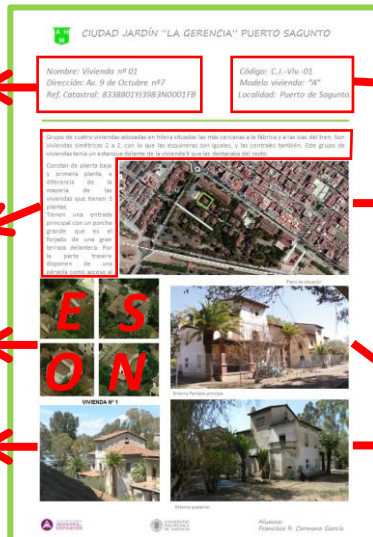 A H
M
CIUDAD JARDÍN "LA GERENCIA" PUERTO SAGUNTO
Nombre: Vivienda nº 01
Dirección: Av. 9 de Octubre nº7
Ref. Catastral: 8338801YJ3983N0001FB
Código: C.J.-Viv.-01
Modelo vivienda: "A"
Localidad: Puerto de Sagunto.
Grupo de cuatro viviendas adosadas en hilera situadas las más cercanas a la fábrica y a las vías del tren. Son
viviendas simétricas 2 a 2, con lo que las esquineras son iguales, y las centrales también. Este grupo de
viviendas tenía un estanque delante de la vivienda 9 que las destacaba del resto.
Constan de planta baja
y primera planta, a
diferencia de la
mayoría de las
viviendas que tienen 3
plantas.
Tienen una entrada
principal con un porche
grande que es el
forjado de una gran
terraza delantera. Por
la parte trasera
disponen de una
pérgola como acceso al
Plano de situación
E S
O N
Entorno Fachada principal
VIVIENDA Nº 1
Entorno posterior
UNIVERSITAT
POLITÈCNICA
DE VALÈNCIA
Alumno:
Francisco R. Carmona García